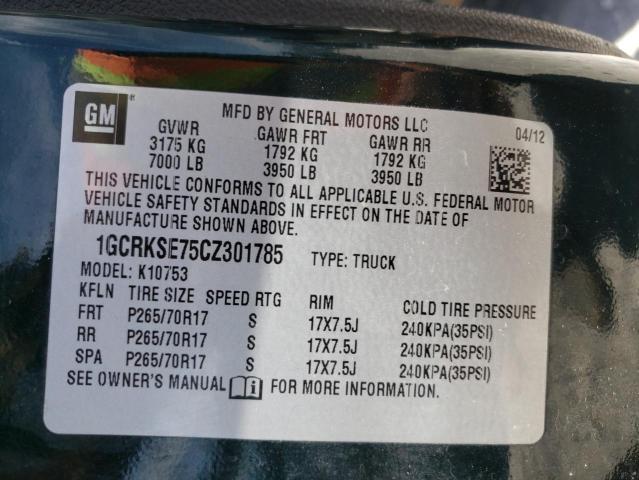 GM
MFD BY GENERAL MOTORS LLC
04/12
GVWR GAWR FRT GAWR RR
3175 KG 1792 KG 1792 KG
7000 LB 3950 LB 3950 LB
THIS VEHICLE CONFORMS TO ALL APPLICABLE U.S. FEDERAL MOTOR
VEHICLE SAFETY STANDARDS IN EFFECT ON THE DATE OF
MANUFACTURE SHOWN ABOVE.
1GCRKSE75CZ301785 TYPE: TRUCK
MODEL: K10753
KFLN TIRE SIZE SPEED RTG RIM COLD TIRE PRESSURE
FRT P265/70R17 S 17X7.5J 240KPA(35PSI)
RR P265/70R17 S 17X7.5J 240KPA(35PSI)
SPA P265/70R17 S 17X7.5J 240KPA(35PSI)
SEE OWNER'S MANUAL FOR MORE INFORMATION.